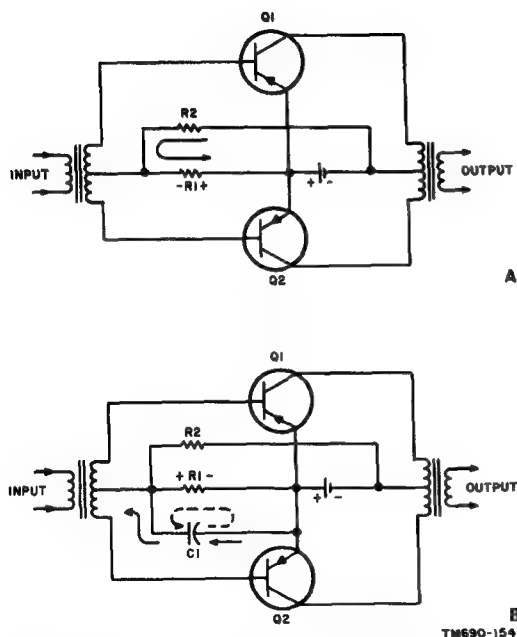 Q1
R2
INPUT
-R1+
+ -
OUTPUT
Q2
A
Q1
R2
INPUT
+R1-
+ -
OUTPUT
C1
Q2
B
TM690-154